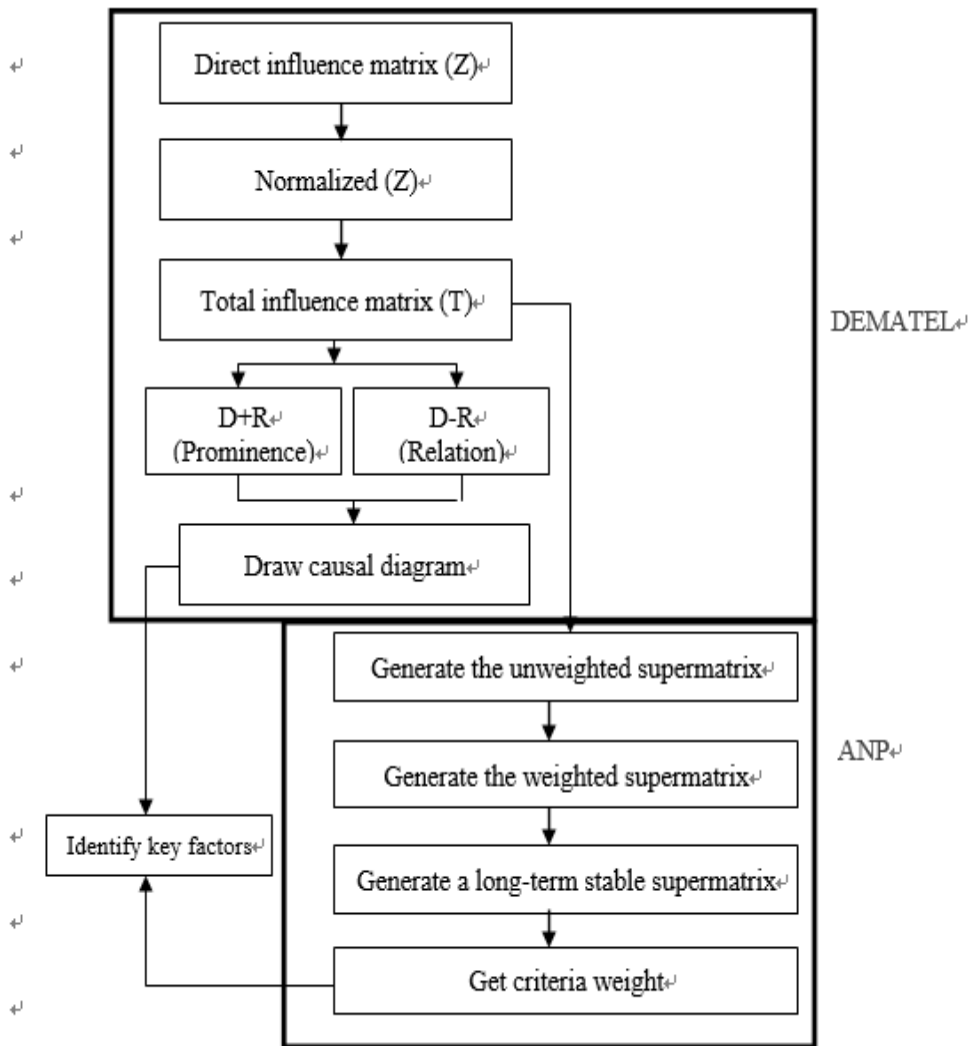 Direct influence matrix (Z)
Normalized (Z)
Total influence matrix (T)
DEMATEL
D+R
(Prominence)
D-R
(Relation)
Draw causal diagram
Generate the unweighted supermatrix
Generate the weighted supermatrix
ANP
Identify key factors
Generate a long-term stable supermatrix
Get criteria weight